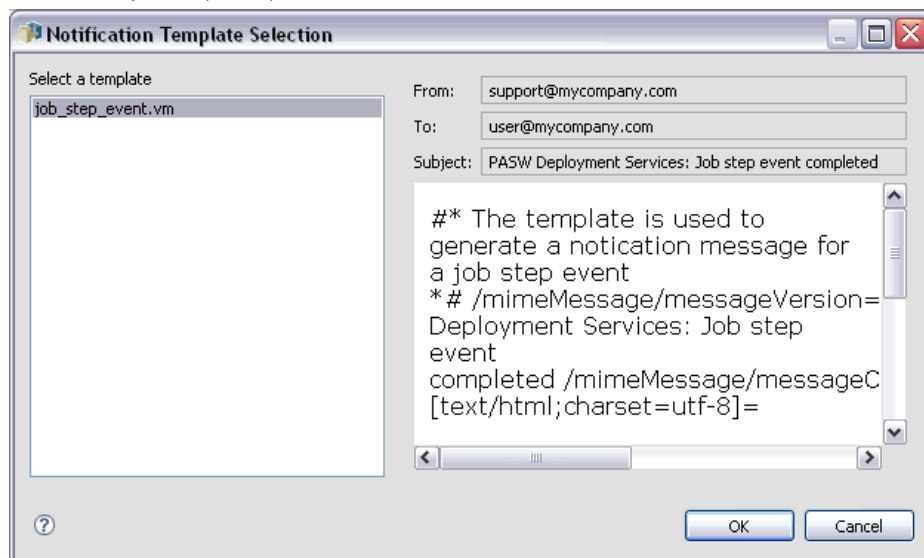 Notification Template Selection
Select a template
job_step_event.vm
From: support@mycompany.com
To: user@mycompany.com
Subject: PASW Deployment Services: Job step event completed
#* The template is used to
generate a notication message for
a job step event
*# /mimeMessage/messageVersion=
Deployment Services: Job step
event
completed /mimeMessage/messageC
[text/html;charset=utf-8]=
OK Cancel